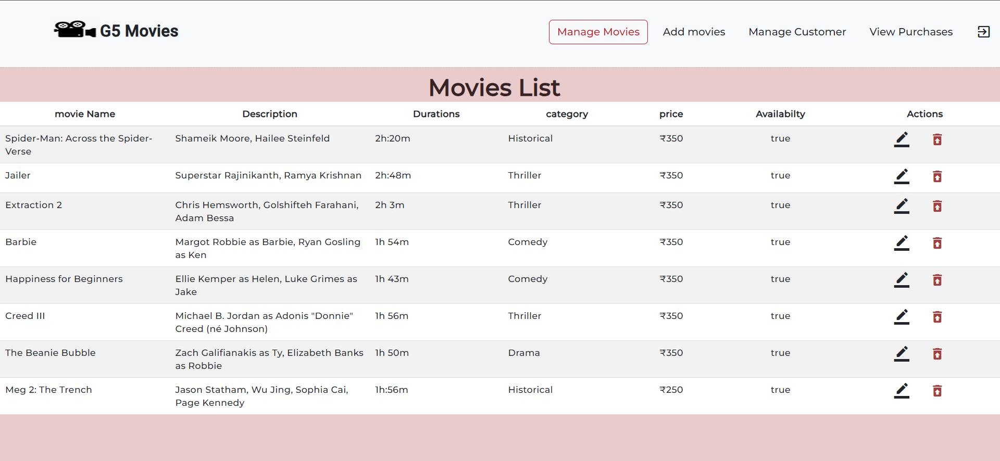 G5 Movies
Manage Movies Add movies Manage Customer View Purchases
Movies List
movie Name Description Durations category price Availabilty Actions
Spider-Man: Across the Spider- Shameik Moore, Hailee Steinfeld 2h:20m Historical ₹350 true
Verse
Jailer Superstar Rajinikanth, Ramya Krishnan 2h:48m Thriller ₹350 true
Extraction 2 Chris Hemsworth, Golshifteh Farahani, 2h 3m Thriller ₹350 true
Adam Bessa
Barbie Margot Robbie as Barbie, Ryan Gosling 1h 54m Comedy ₹350 true
as Ken
Happiness for Beginners Ellie Kemper as Helen, Luke Grimes as 1h 43m Comedy ₹350 true
Jake
Creed III Michael B. Jordan as Adonis "Donnie" 1h 56m Thriller ₹350 true
Creed (né Johnson)
The Beanie Bubble Zach Galifianakis as Ty, Elizabeth Banks 1h 50m Drama ₹350 true
as Robbie
Meg 2: The Trench Jason Statham, Wu Jing, Sophia Cai, 1h:56m Historical ₹250 true
Page Kennedy